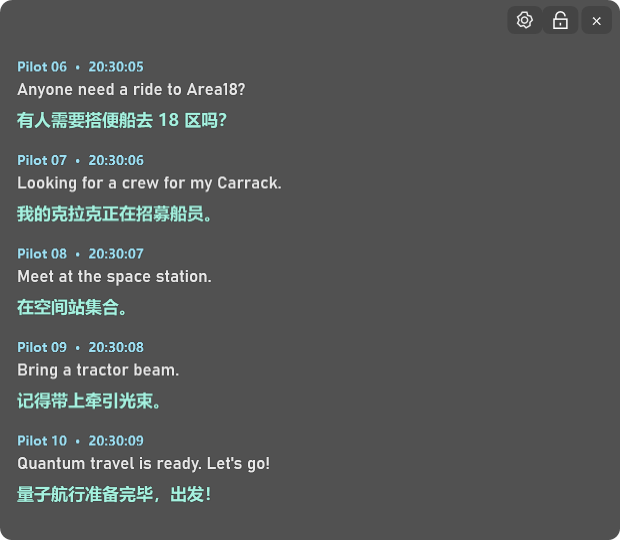 Pilot 06 • 20:30:05
Anyone need a ride to Area18?
有人需要搭便船去 18 区吗?
Pilot 07 • 20:30:06
Looking for a crew for my Carrack.
我的克拉克正在招募船员。
Pilot 08 • 20:30:07
Meet at the space station.
在空间站集合。
Pilot 09 • 20:30:08
Bring a tractor beam.
记得带上牵引光束。
Pilot 10 • 20:30:09
Quantum travel is ready. Let's go!
量子航行准备完毕，出发!